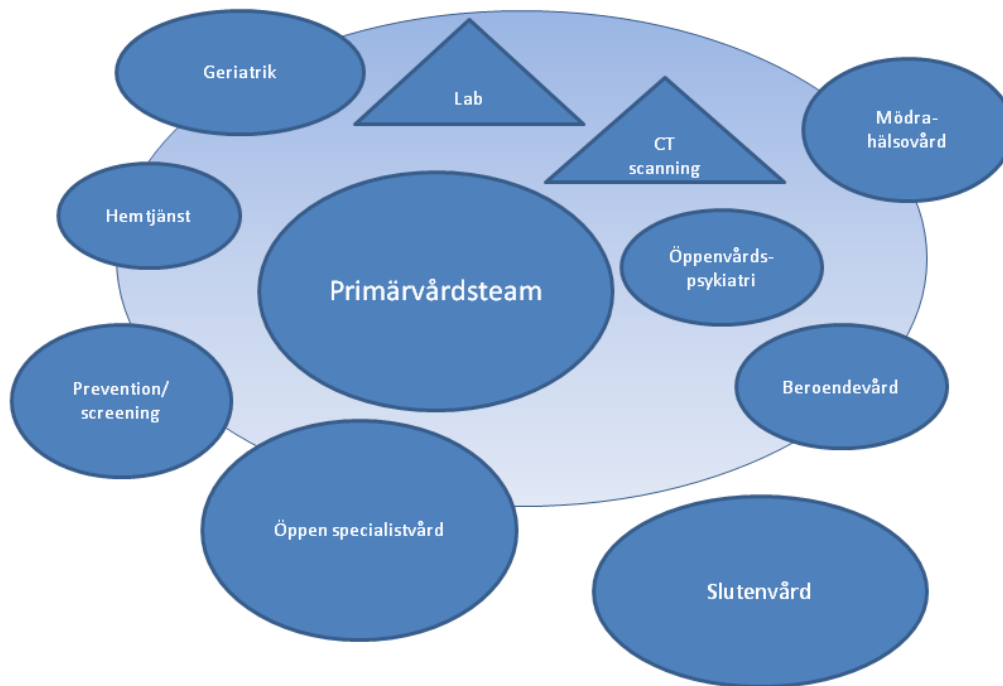 Geriatrik
Lab
CT
scanning
Mödra-
hälsovård
Hemtjänst
Primärvårdsteam
Öppenvårds-
psykiatri
Prevention/
screening
Beroendevård
Öppen specialistvård
Slutenvård